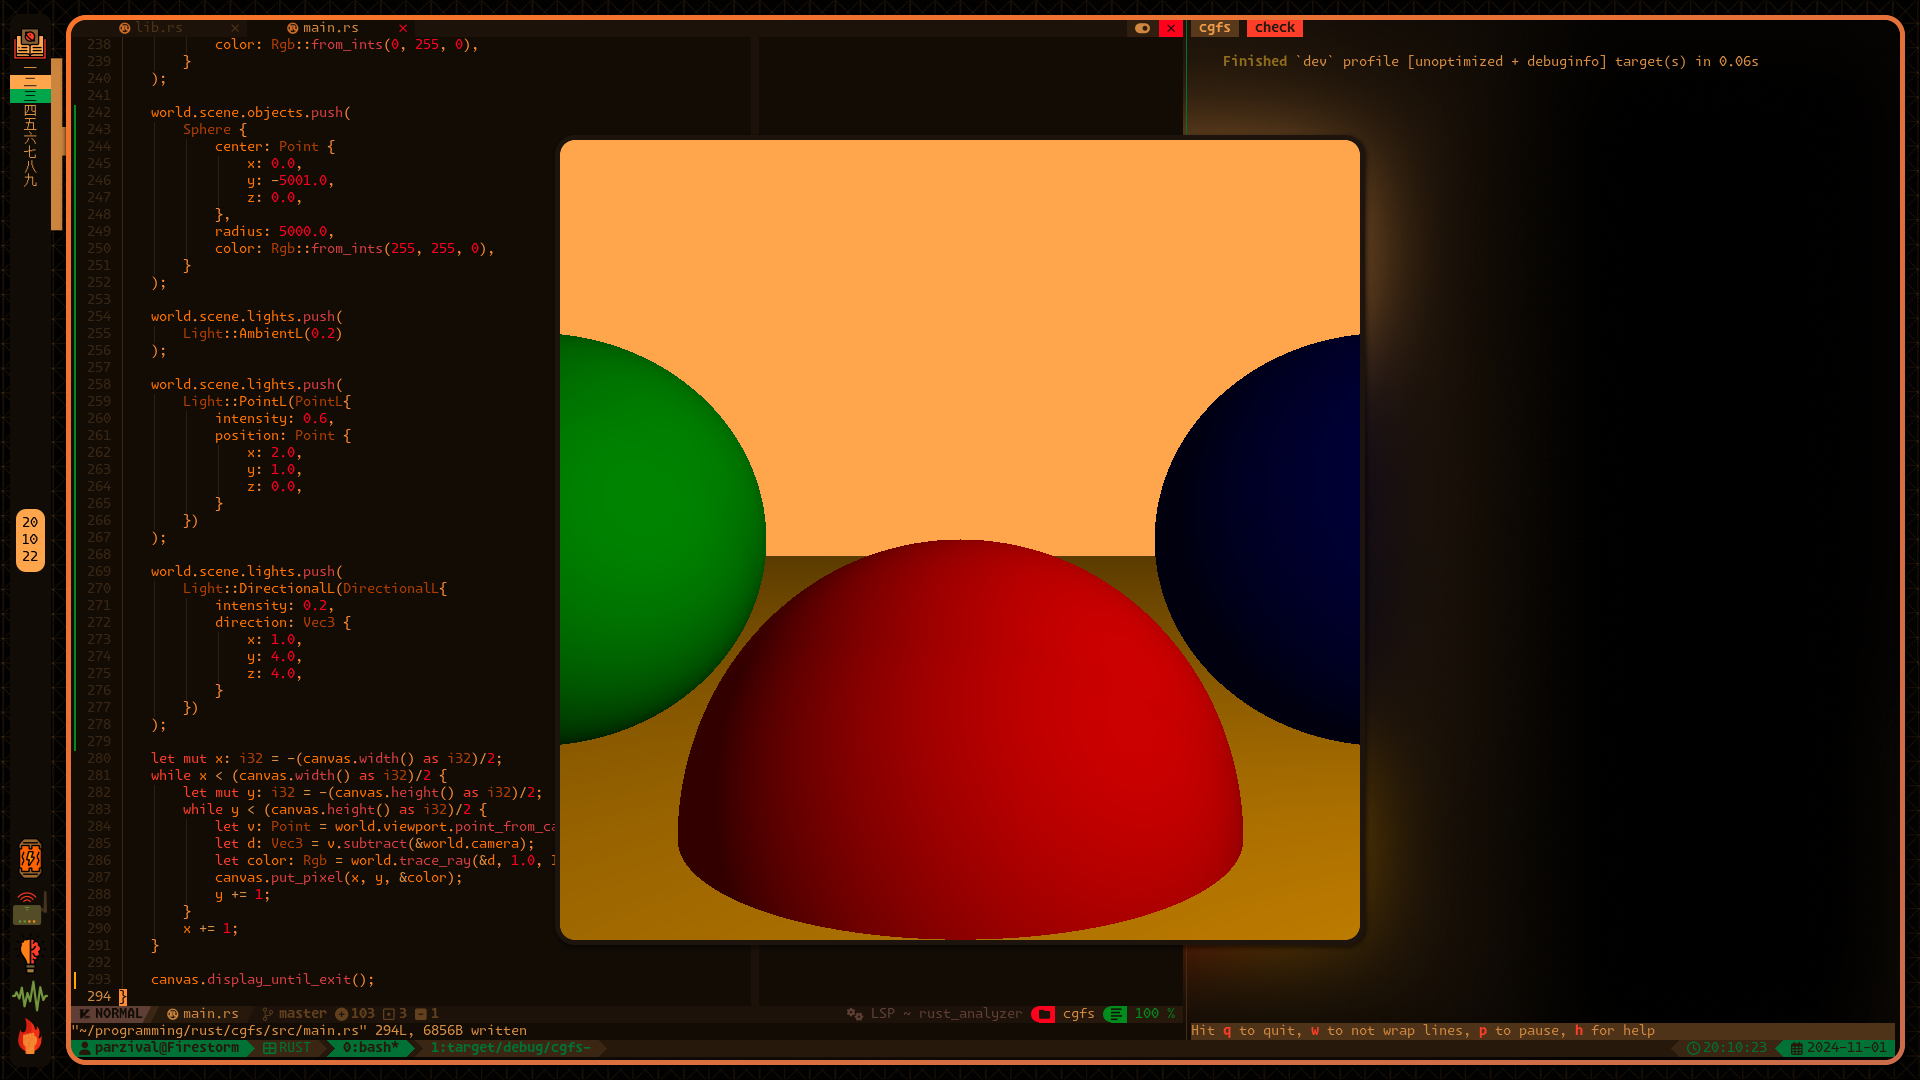 一
二
三
四
五
六
七
八
九
20
10
22
lib.rs ×
main.rs ×
238 color: Rgb::from_ints(0, 255, 0),
239 }
240 );
241
242 world.scene.objects.push(
243 Sphere {
244 center: Point {
245 x: 0.0,
246 y: -5001.0,
247 z: 0.0,
248 },
249 radius: 5000.0,
250 color: Rgb::from_ints(255, 255, 0),
251 }
252 );
253
254 world.scene.lights.push(
255 Light::AmbientL(0.2)
256 );
257
258 world.scene.lights.push(
259 Light::PointL(PointL{
260 intensity: 0.6,
261 position: Point {
262 x: 2.0,
263 y: 1.0,
264 z: 0.0,
265 }
266 })
267 );
268
269 world.scene.lights.push(
270 Light::DirectionalL(DirectionalL{
271 intensity: 0.2,
272 direction: Vec3 {
273 x: 1.0,
274 y: 4.0,
275 z: 4.0,
276 }
277 })
278 );
279
280 let mut x: i32 = -(canvas.width() as i32)/2;
281 while x < (canvas.width() as i32)/2 {
282 let mut y: i32 = -(canvas.height() as i32)/2;
283 while y < (canvas.height() as i32)/2 {
284 let v: Point = world.viewport.point_from_ca
285 let d: Vec3 = v.subtract(&world.camera);
286 let color: Rgb = world.trace_ray(&d, 1.0,
287 canvas.put_pixel(x, y, &color);
288 y += 1;
289 }
290 x += 1;
291 }
292
293 canvas.display_until_exit();
294 }
NORMAL main.rs master 103 3 1 LSP ~ rust_analyzer cgfs 100 %
"~/programming/rust/cgfs/src/main.rs" 294L, 6856B written
cgfs check
Finished `dev` profile [unoptimized + debuginfo] target(s) in 0.06s
Hit q to quit, w to not wrap lines, p to pause, h for help
parzival@Firestorm RUST 0:bash* 1:target/debug/cgfs- 20:10:23 2024-11-01